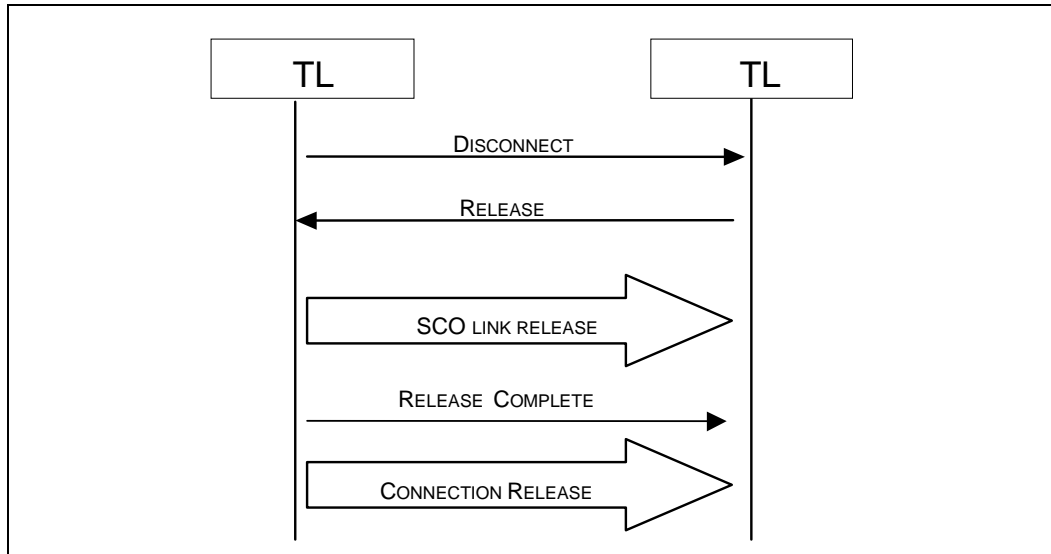 TL
TL
DISCONNECT
RELEASE
SCO LINK RELEASE
RELEASE COMPLETE
CONNECTION RELEASE